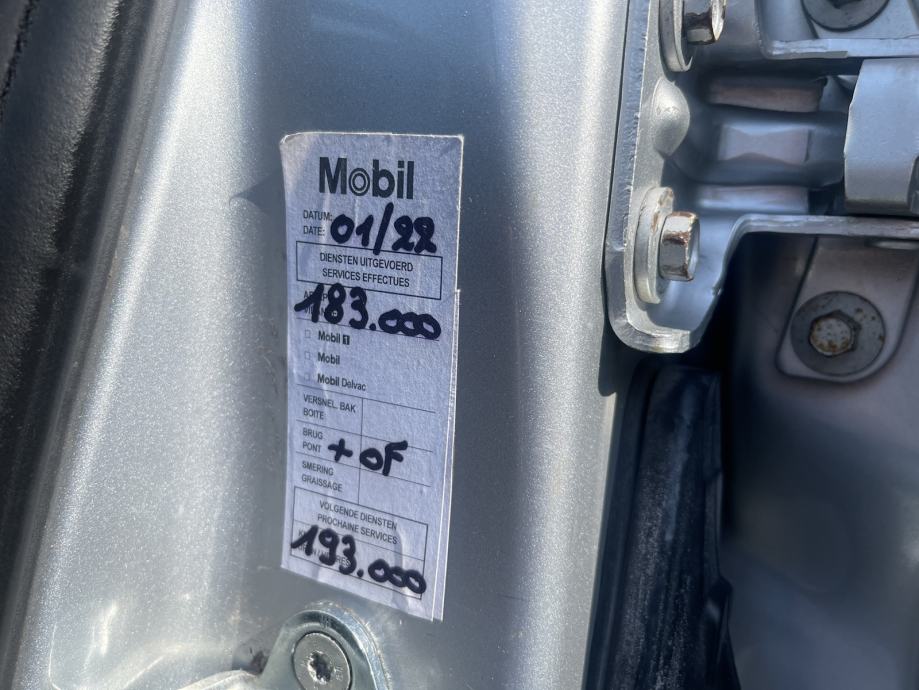 Mobil
DATUM:
DATE: 01/22
DIENSTEN UITGEVOERD
SERVICES EFFECTUES
183.000
Mobil 1
Mobil
Mobil Delvac
VERSNEL. BAK
BOITE
BRUG
PONT + OF
SMERING
GRAISSAGE
VOLGENDE DIENSTEN
PROCHAINE SERVICES
193.000